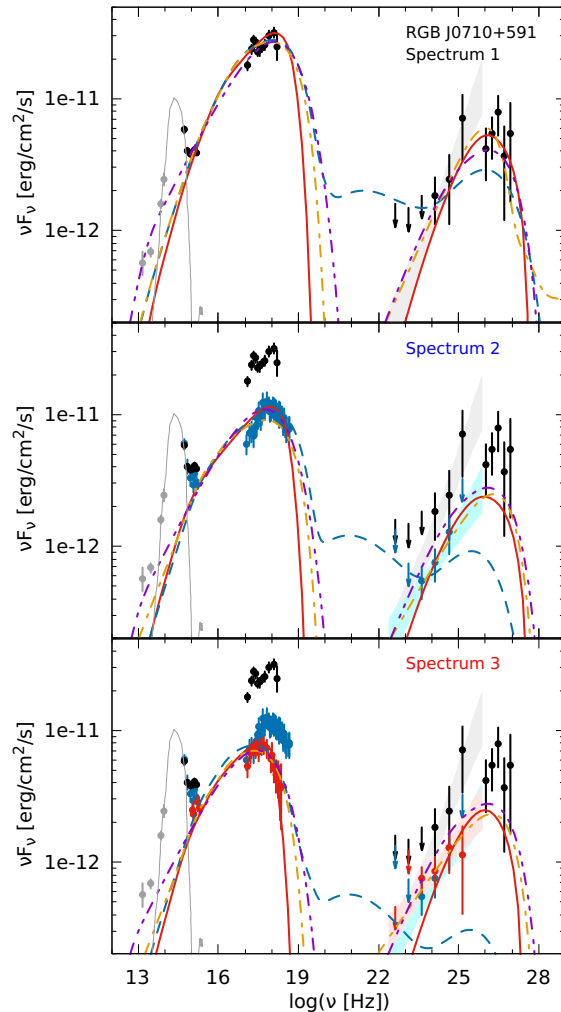 RGB J0710+591
Spectrum 1
1e-11
1e-12
νFν [erg/cm²/s]
Spectrum 2
1e-11
1e-12
νFν [erg/cm²/s]
Spectrum 3
1e-11
1e-12
νFν [erg/cm²/s]
13 16 19 22 25 28
log(ν [Hz])